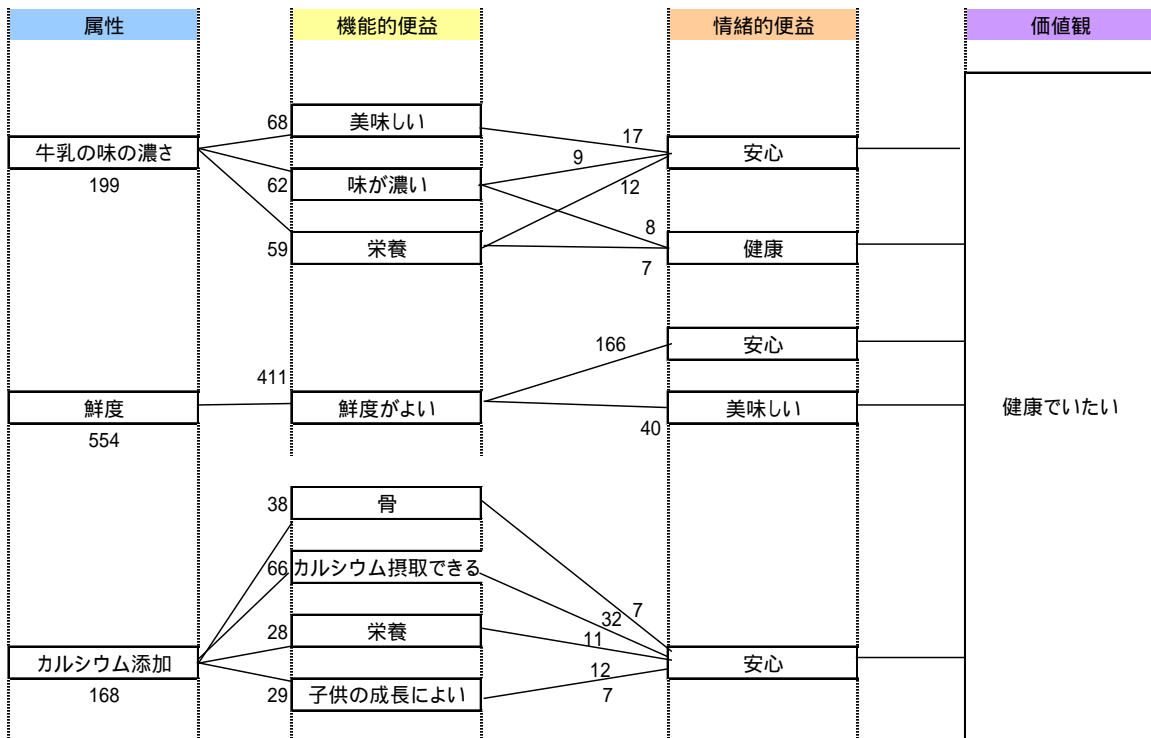 属性
機能的便益
情緒的便益
価値観
68
美味しい
17
牛乳の味の濃さ
9
安心
199
62
味が濃い
12
8
59
栄養
健康
7
166
安心
411
鮮度
鮮度がよい
美味しい
健康でいたい
554
40
38
骨
66
カルシウム摂取できる
7
32
28
栄養
11
カルシウム添加
安心
12
168
29
子供の成長によい
7